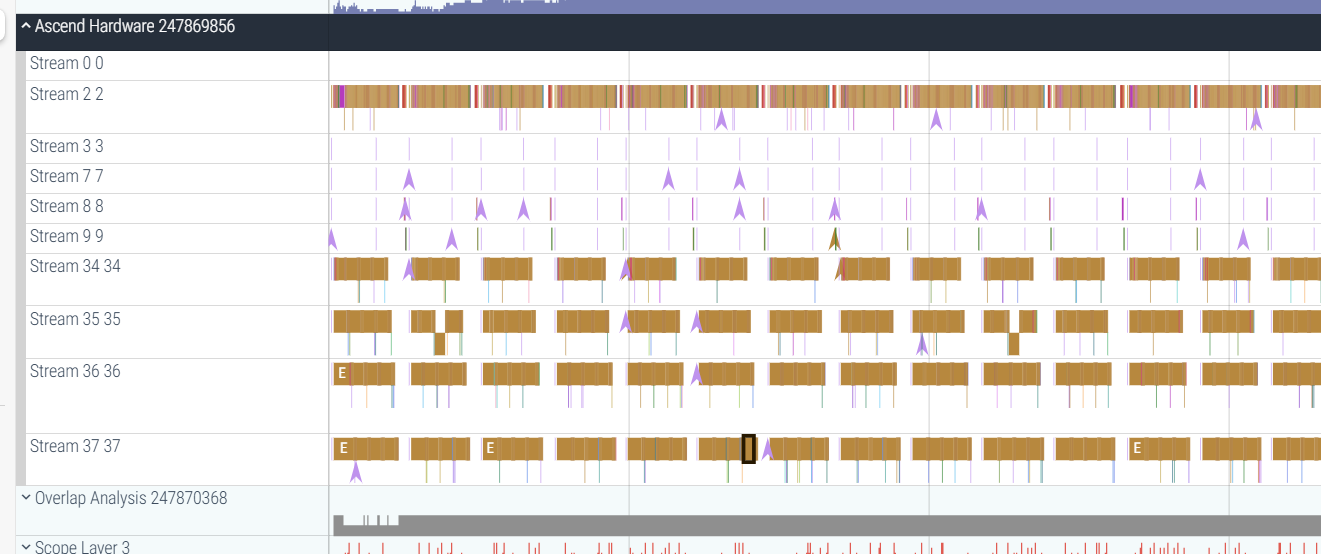 Ascend Hardware 247869856
Stream 0 0
Stream 2 2
Stream 3 3
Stream 7 7
Stream 8 8
Stream 9 9
Stream 34 34
Stream 35 35
Stream 36 36
E
Stream 37 37
E E E
Overlap Analysis 247870368
Scope Layer 3